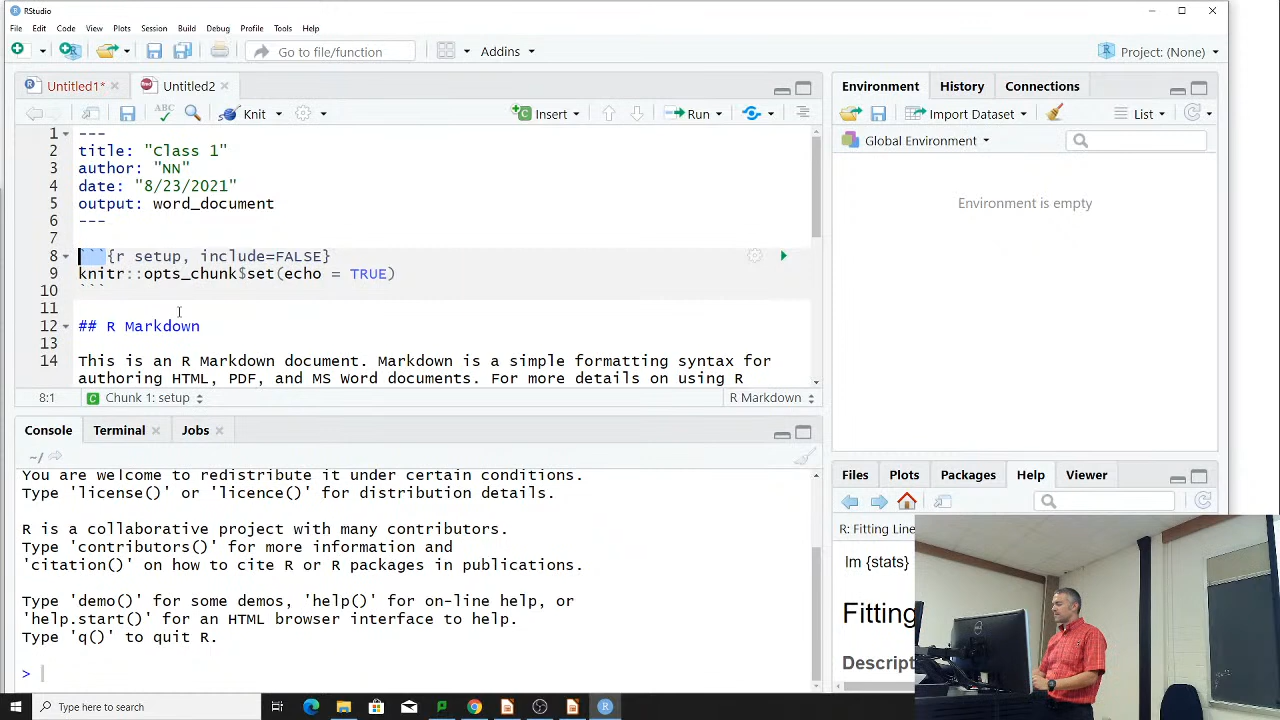 RStudio
File Edit Code View Plots Session Build Debug Profile Tools Help
Go to file/function
Addins
Project: (None)
Untitled1*
Untitled2
ABC
Knit
Insert
Run
1 ---
2 title: "Class 1"
3 author: "NN"
4 date: "8/23/2021"
5 output: word_document
6 ---
7
8 ```{r setup, include=FALSE}
9 knitr::opts_chunk$set(echo = TRUE)
10 ```
11
12 ## R Markdown
13
14 This is an R Markdown document. Markdown is a simple formatting syntax for
authoring HTML, PDF, and MS Word documents. For more details on using R
8:1
Chunk 1: setup
R Markdown
Console
Terminal
Jobs
~/
You are welcome to redistribute it under certain conditions.
Type 'license()' or 'licence()' for distribution details.
R is a collaborative project with many contributors.
Type 'contributors()' for more information and
'citation()' on how to cite R or R packages in publications.
Type 'demo()' for some demos, 'help()' for on-line help, or
'help.start()' for an HTML browser interface to help.
Type 'q()' to quit R.
>
Environment
History
Connections
Import Dataset
List
Global Environment
Environment is empty
Files
Plots
Packages
Help
Viewer
R: Fitting Line
lm {stats}
Fitting
Descript
Type here to search